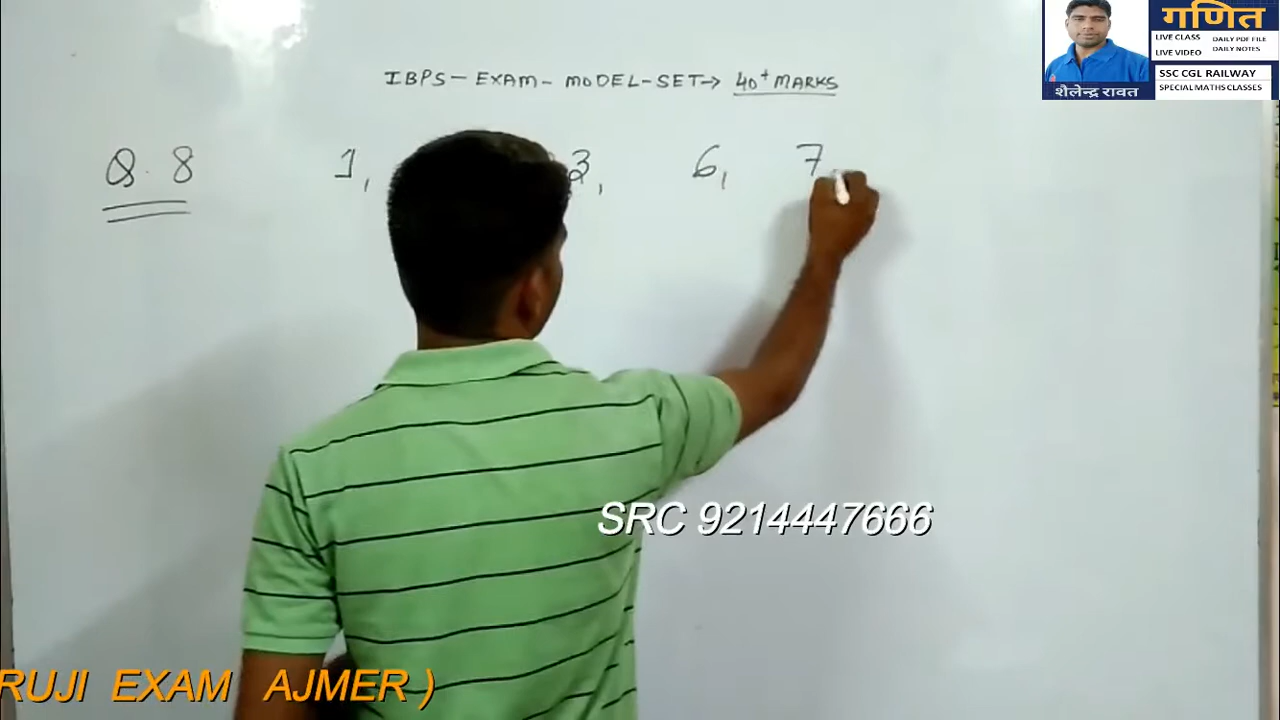 गणित
LIVE CLASS DAILY PDF FILE
LIVE VIDEO DAILY NOTES
SSC CGL RAILWAY
शैलेन्द्र रावत SPECIAL MATHS CLASSES
IBPS - EXAM - MODEL - SET → 40+ MARKS
Q. 8 1, 3, 6, 7
SRC 9214447666
RUJI EXAM AJMER )